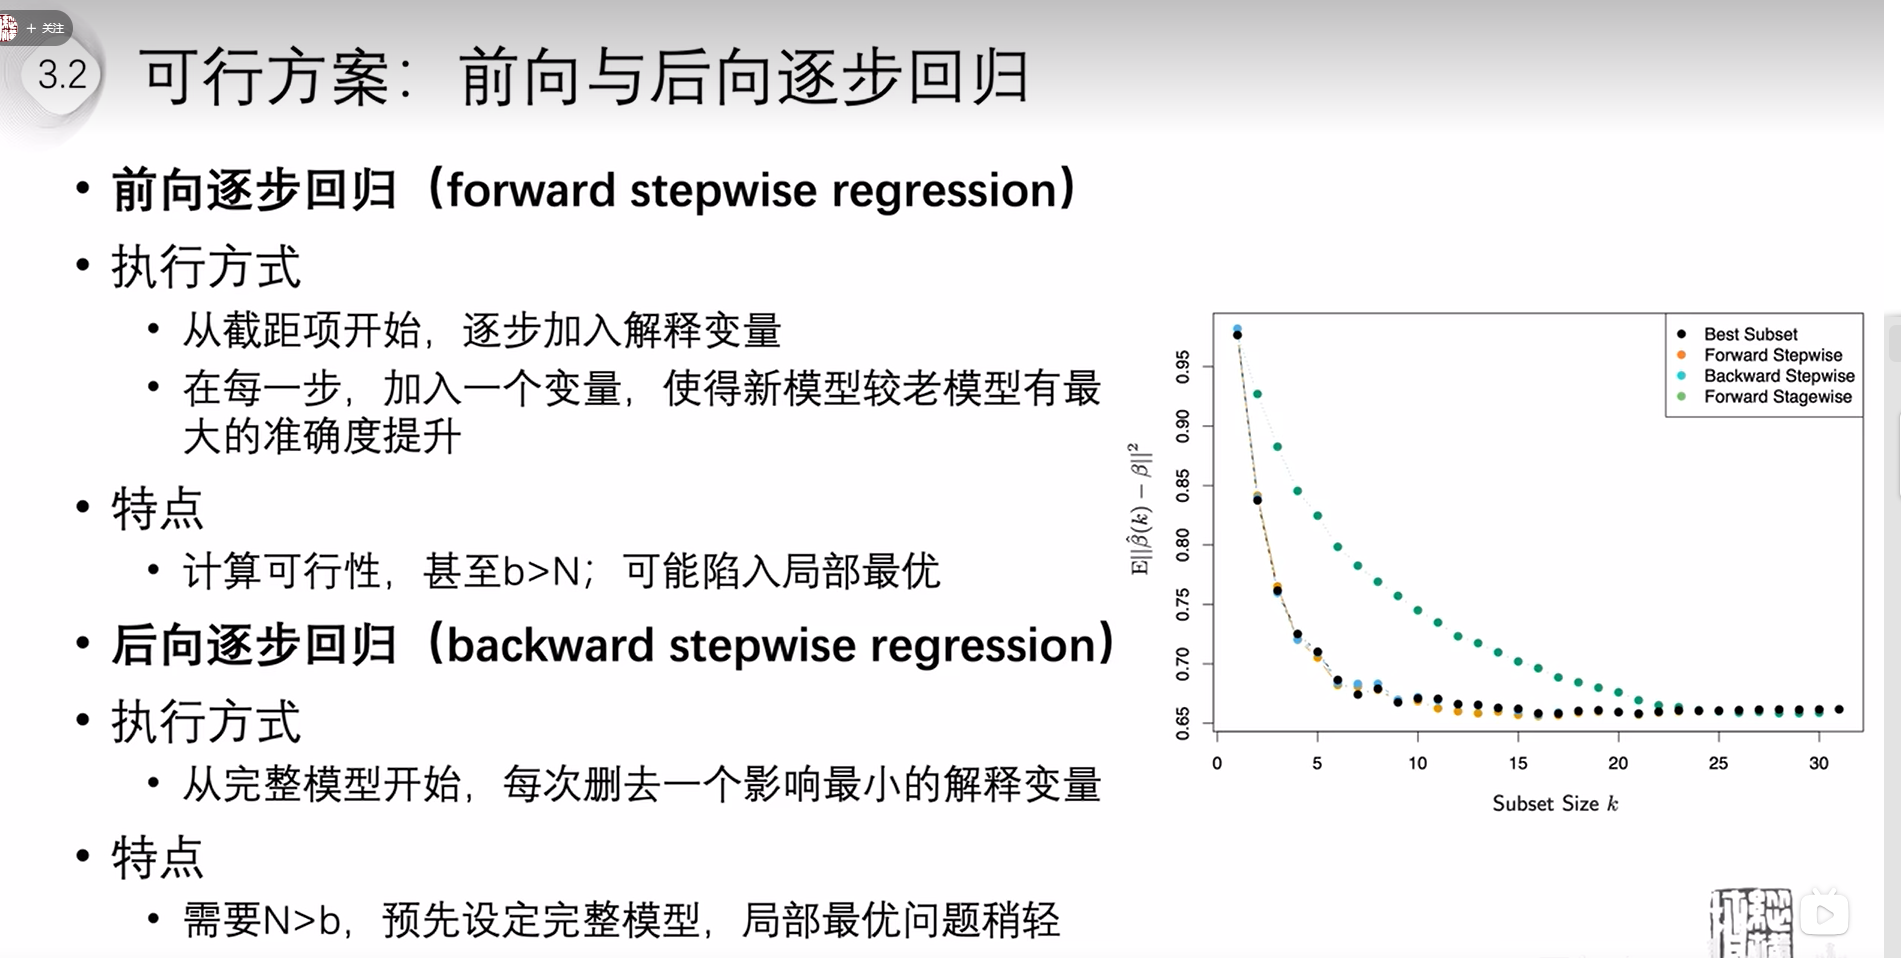 + 关注
3.2
可行方案：前向与后向逐步回归
• 前向逐步回归（forward stepwise regression）
• 执行方式
• 从截距项开始，逐步加入解释变量
• 在每一步，加入一个变量，使得新模型较老模型有最
大的准确度提升
• 特点
• 计算可行性，甚至b>N；可能陷入局部最优
• 后向逐步回归（backward stepwise regression）
• 执行方式
• 从完整模型开始，每次删去一个影响最小的解释变量
• 特点
• 需要N>b，预先设定完整模型，局部最优问题稍轻
Best Subset
Forward Stepwise
Backward Stepwise
Forward Stagewise
E||β̂(k) − β||²
0.95
0.90
0.85
0.80
0.75
0.70
0.65
0 5 10 15 20 25 30
Subset Size k